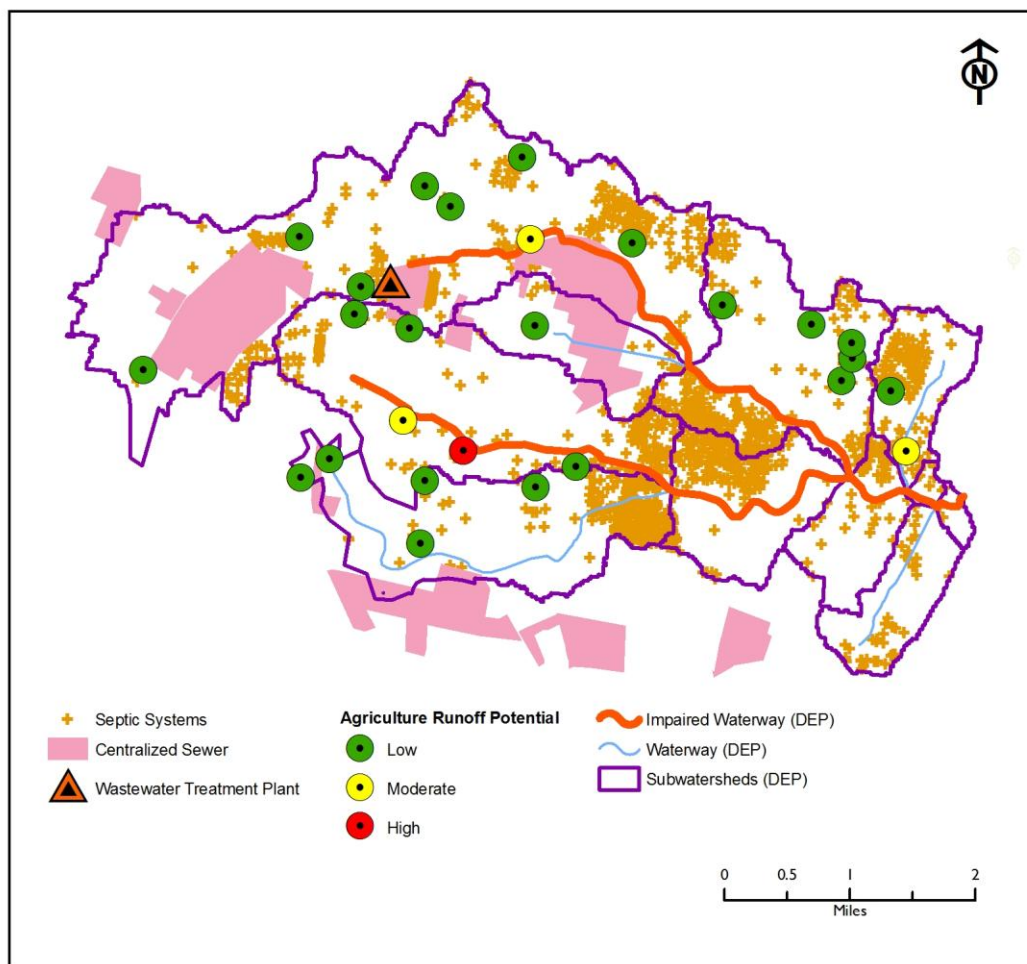 N
Septic Systems
Centralized Sewer
Wastewater Treatment Plant
Agriculture Runoff Potential
Low
Moderate
High
Impaired Waterway (DEP)
Waterway (DEP)
Subwatersheds (DEP)
0 0.5 1 2
Miles